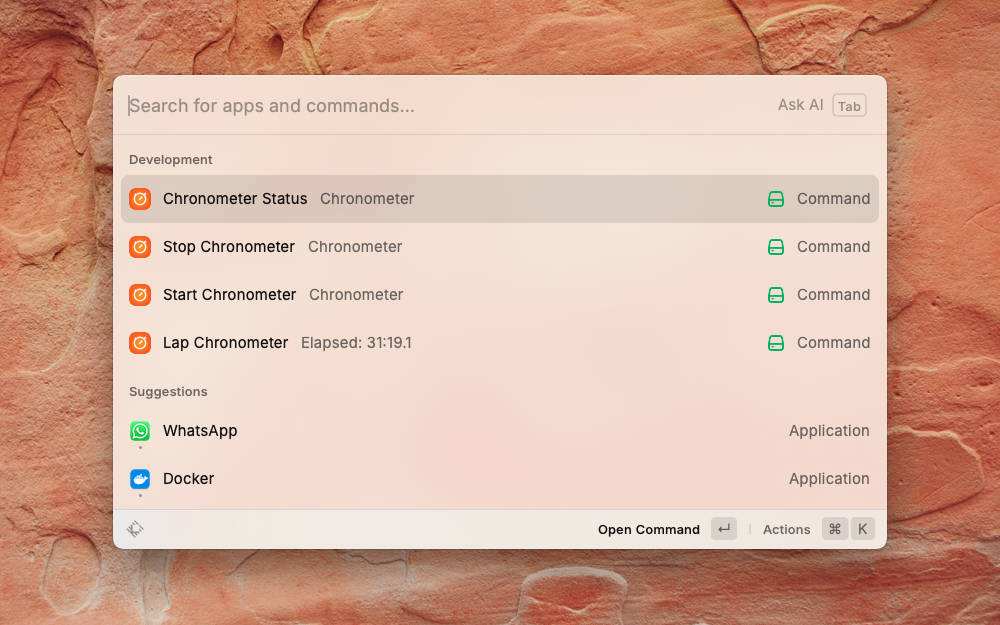 Search for apps and commands... Ask AI Tab
Development
Chronometer Status Chronometer Command
Stop Chronometer Chronometer Command
Start Chronometer Chronometer Command
Lap Chronometer Elapsed: 31:19.1 Command
Suggestions
WhatsApp Application
Docker Application
Open Command ↵ Actions ⌘ K